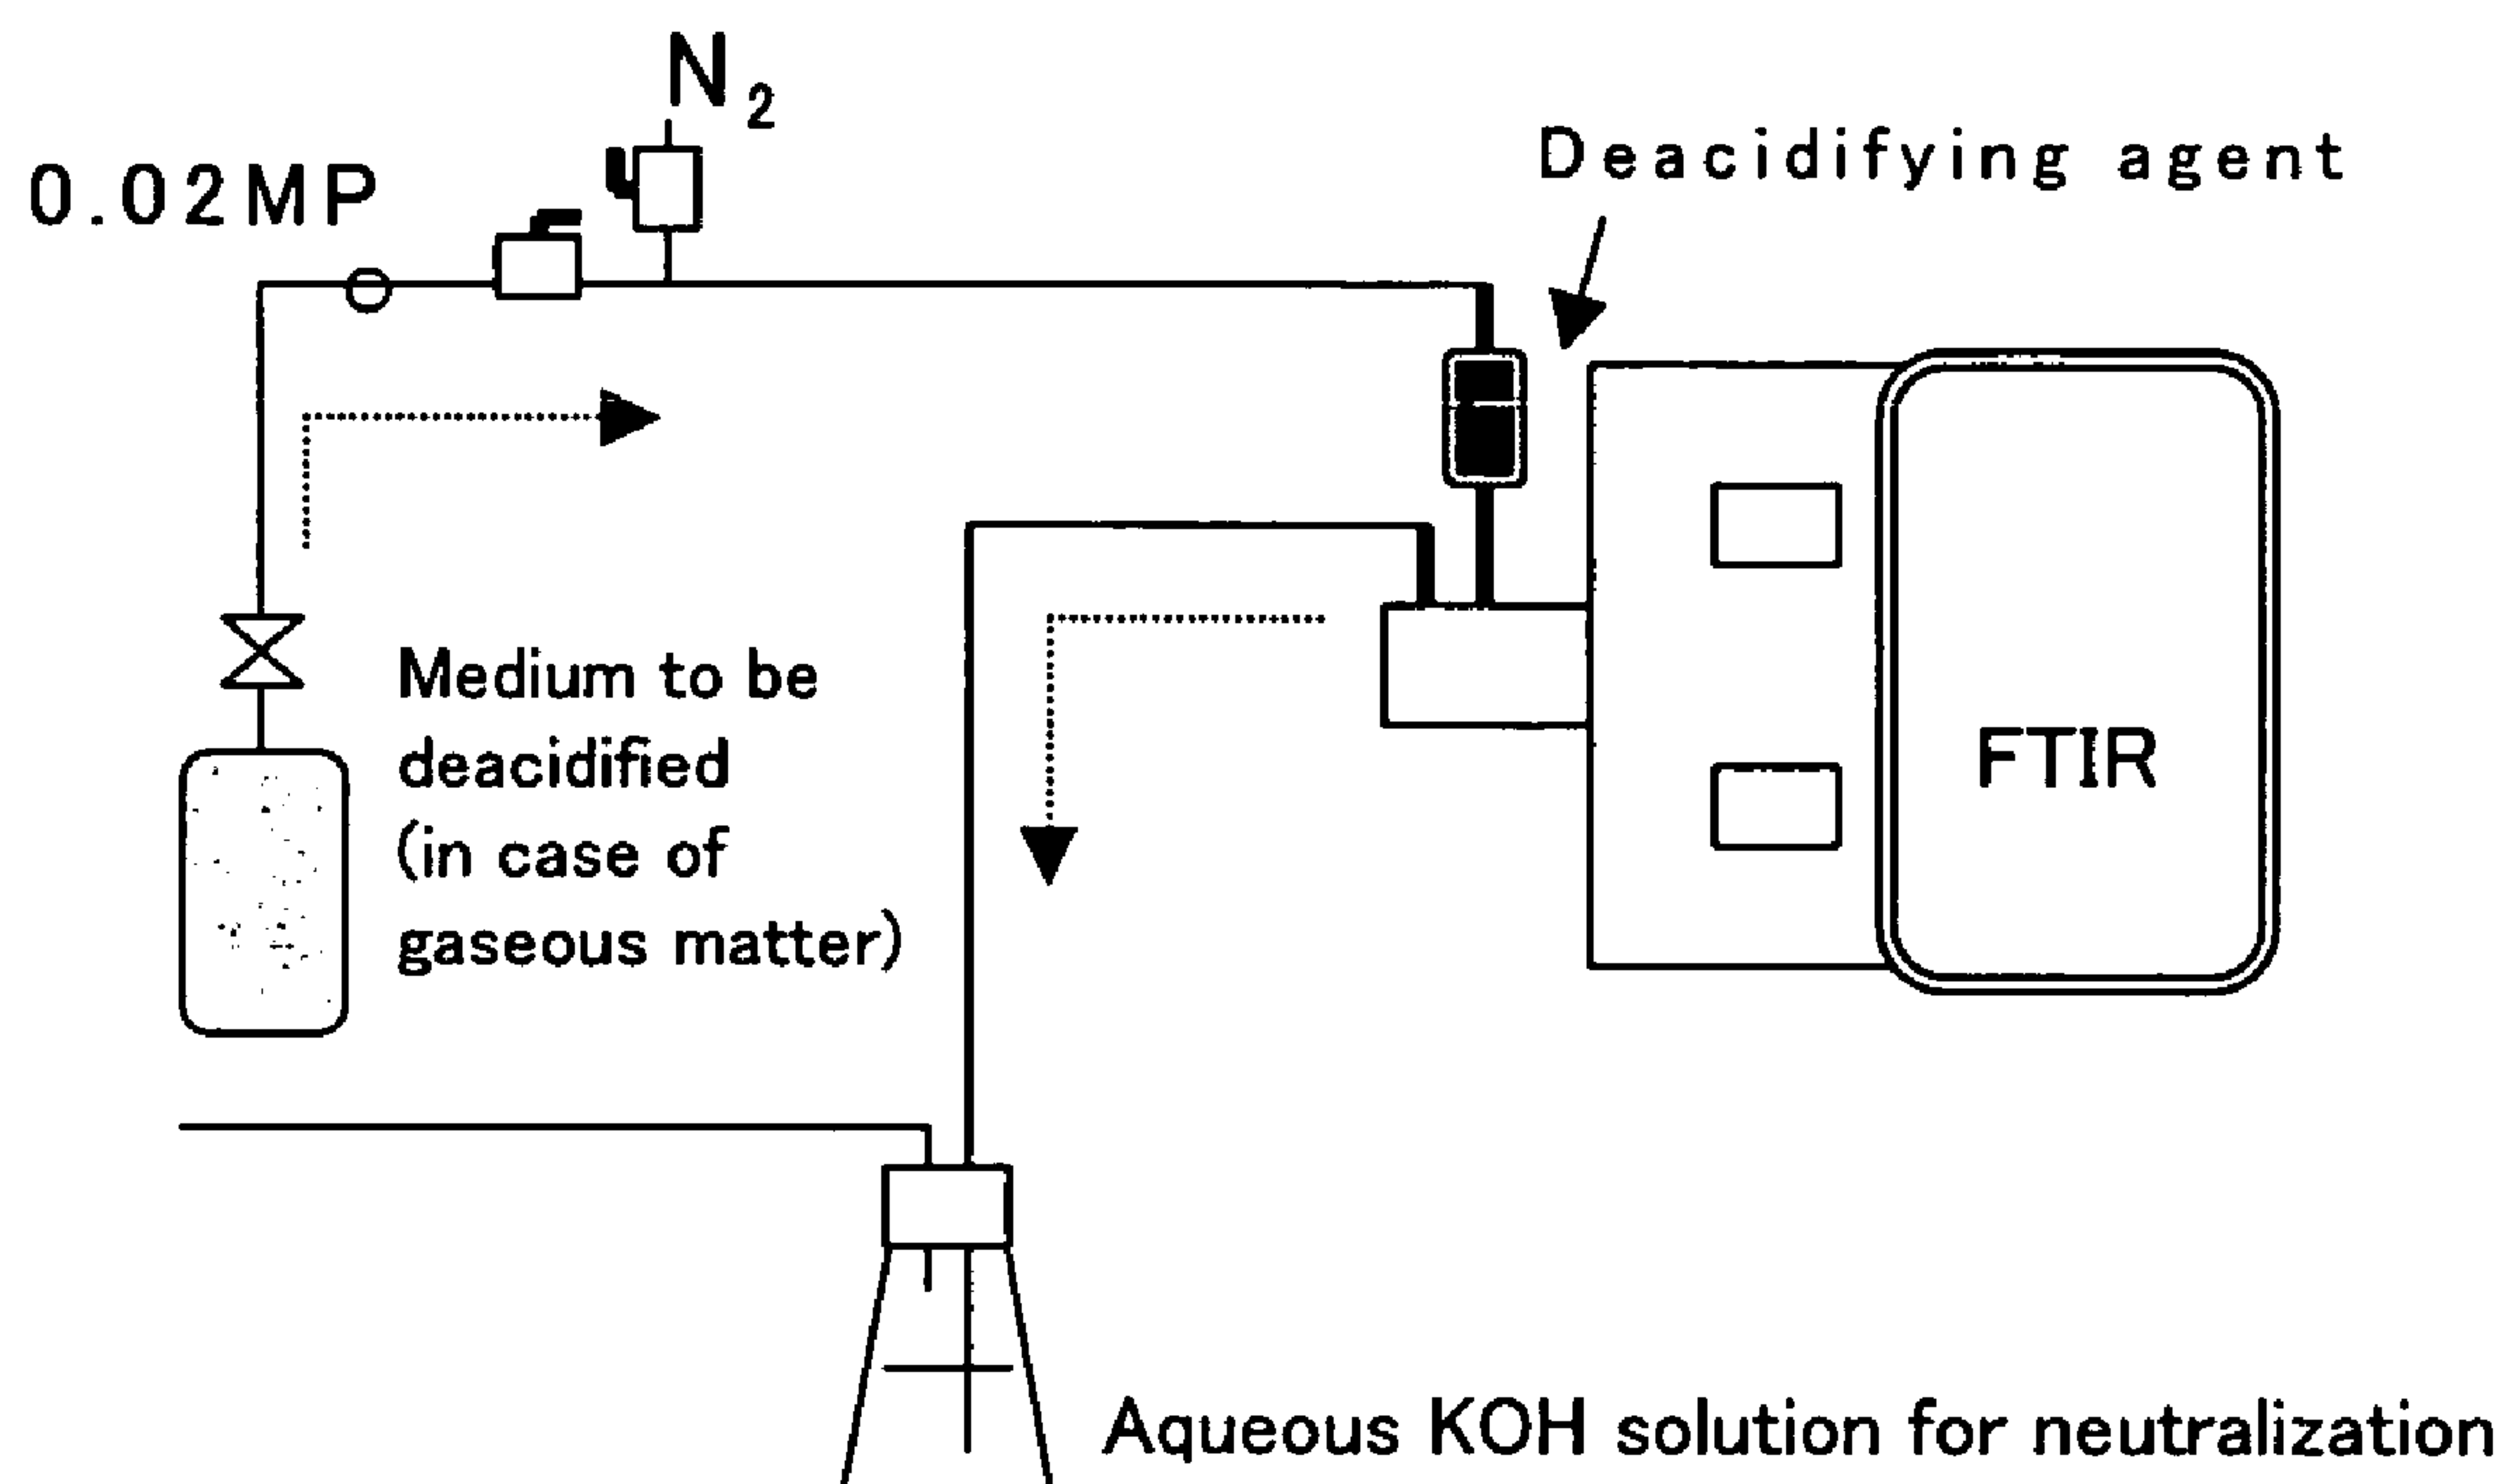 N2
0.02MP
Deacidifying agent
Medium to be
deacidified
(in case of
gaseous matter)
FTIR
Aqueous KOH solution for neutralization